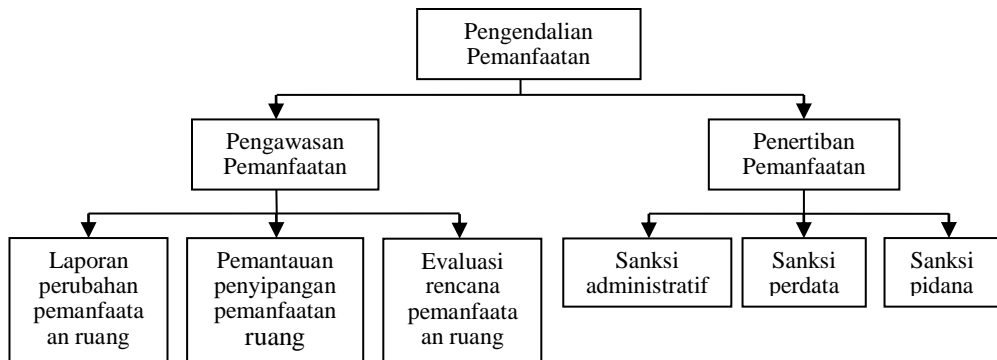 Pengendalian
Pemanfaatan
Pengawasan
Pemanfaatan
Penertiban
Pemanfaatan
Laporan
perubahan
pemanfaata
an ruang
Pemantauan
penyipangan
pemanfaatan
ruang
Evaluasi
rencana
pemanfaata
an ruang
Sanksi
administratif
Sanksi
perdata
Sanksi
pidana